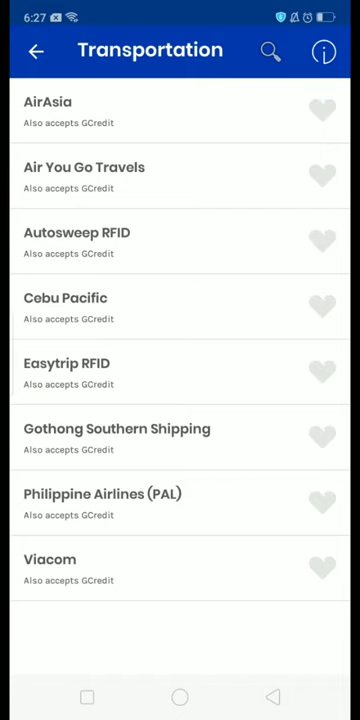 6:27
Transportation
AirAsia
Also accepts GCredit
Air You Go Travels
Also accepts GCredit
Autosweep RFID
Also accepts GCredit
Cebu Pacific
Also accepts GCredit
Easytrip RFID
Also accepts GCredit
Gothong Southern Shipping
Also accepts GCredit
Philippine Airlines (PAL)
Also accepts GCredit
Viacom
Also accepts GCredit